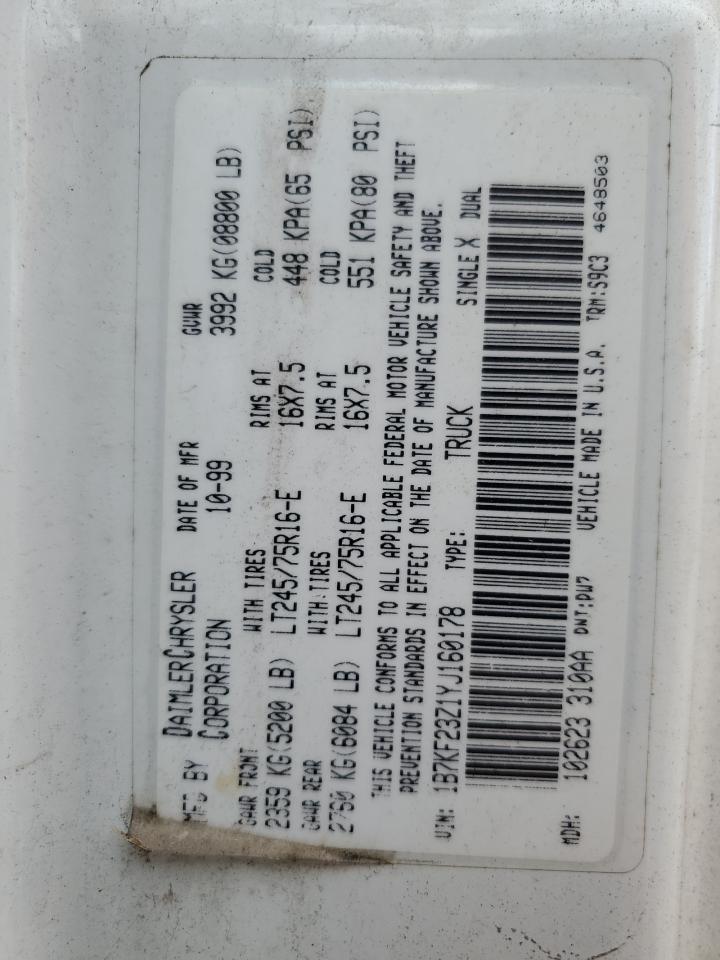 MFD BY DAIMLERCHRYSLER DATE OF MFR GVWR
CORPORATION 10-99 3992 KG(08800 LB)
GAWR FRONT WITH TIRES RIMS AT COLD
2359 KG(5200 LB) LT245/75R16-E 16X7.5 448 KPA(65 PSI)
GAWR REAR WITH TIRES RIMS AT COLD
2760 KG(6084 LB) LT245/75R16-E 16X7.5 551 KPA(80 PSI)
THIS VEHICLE CONFORMS TO ALL APPLICABLE FEDERAL MOTOR VEHICLE SAFETY AND THEFT
PREVENTION STANDARDS IN EFFECT ON THE DATE OF MANUFACTURE SHOWN ABOVE.
VIN: 1B7KF23Z1YJ160178 TYPE: TRUCK SINGLE X DUAL
MDH: 102623 310AA PNT:PW7 VEHICLE MADE IN U.S.A. TRM:S9C3
4648503